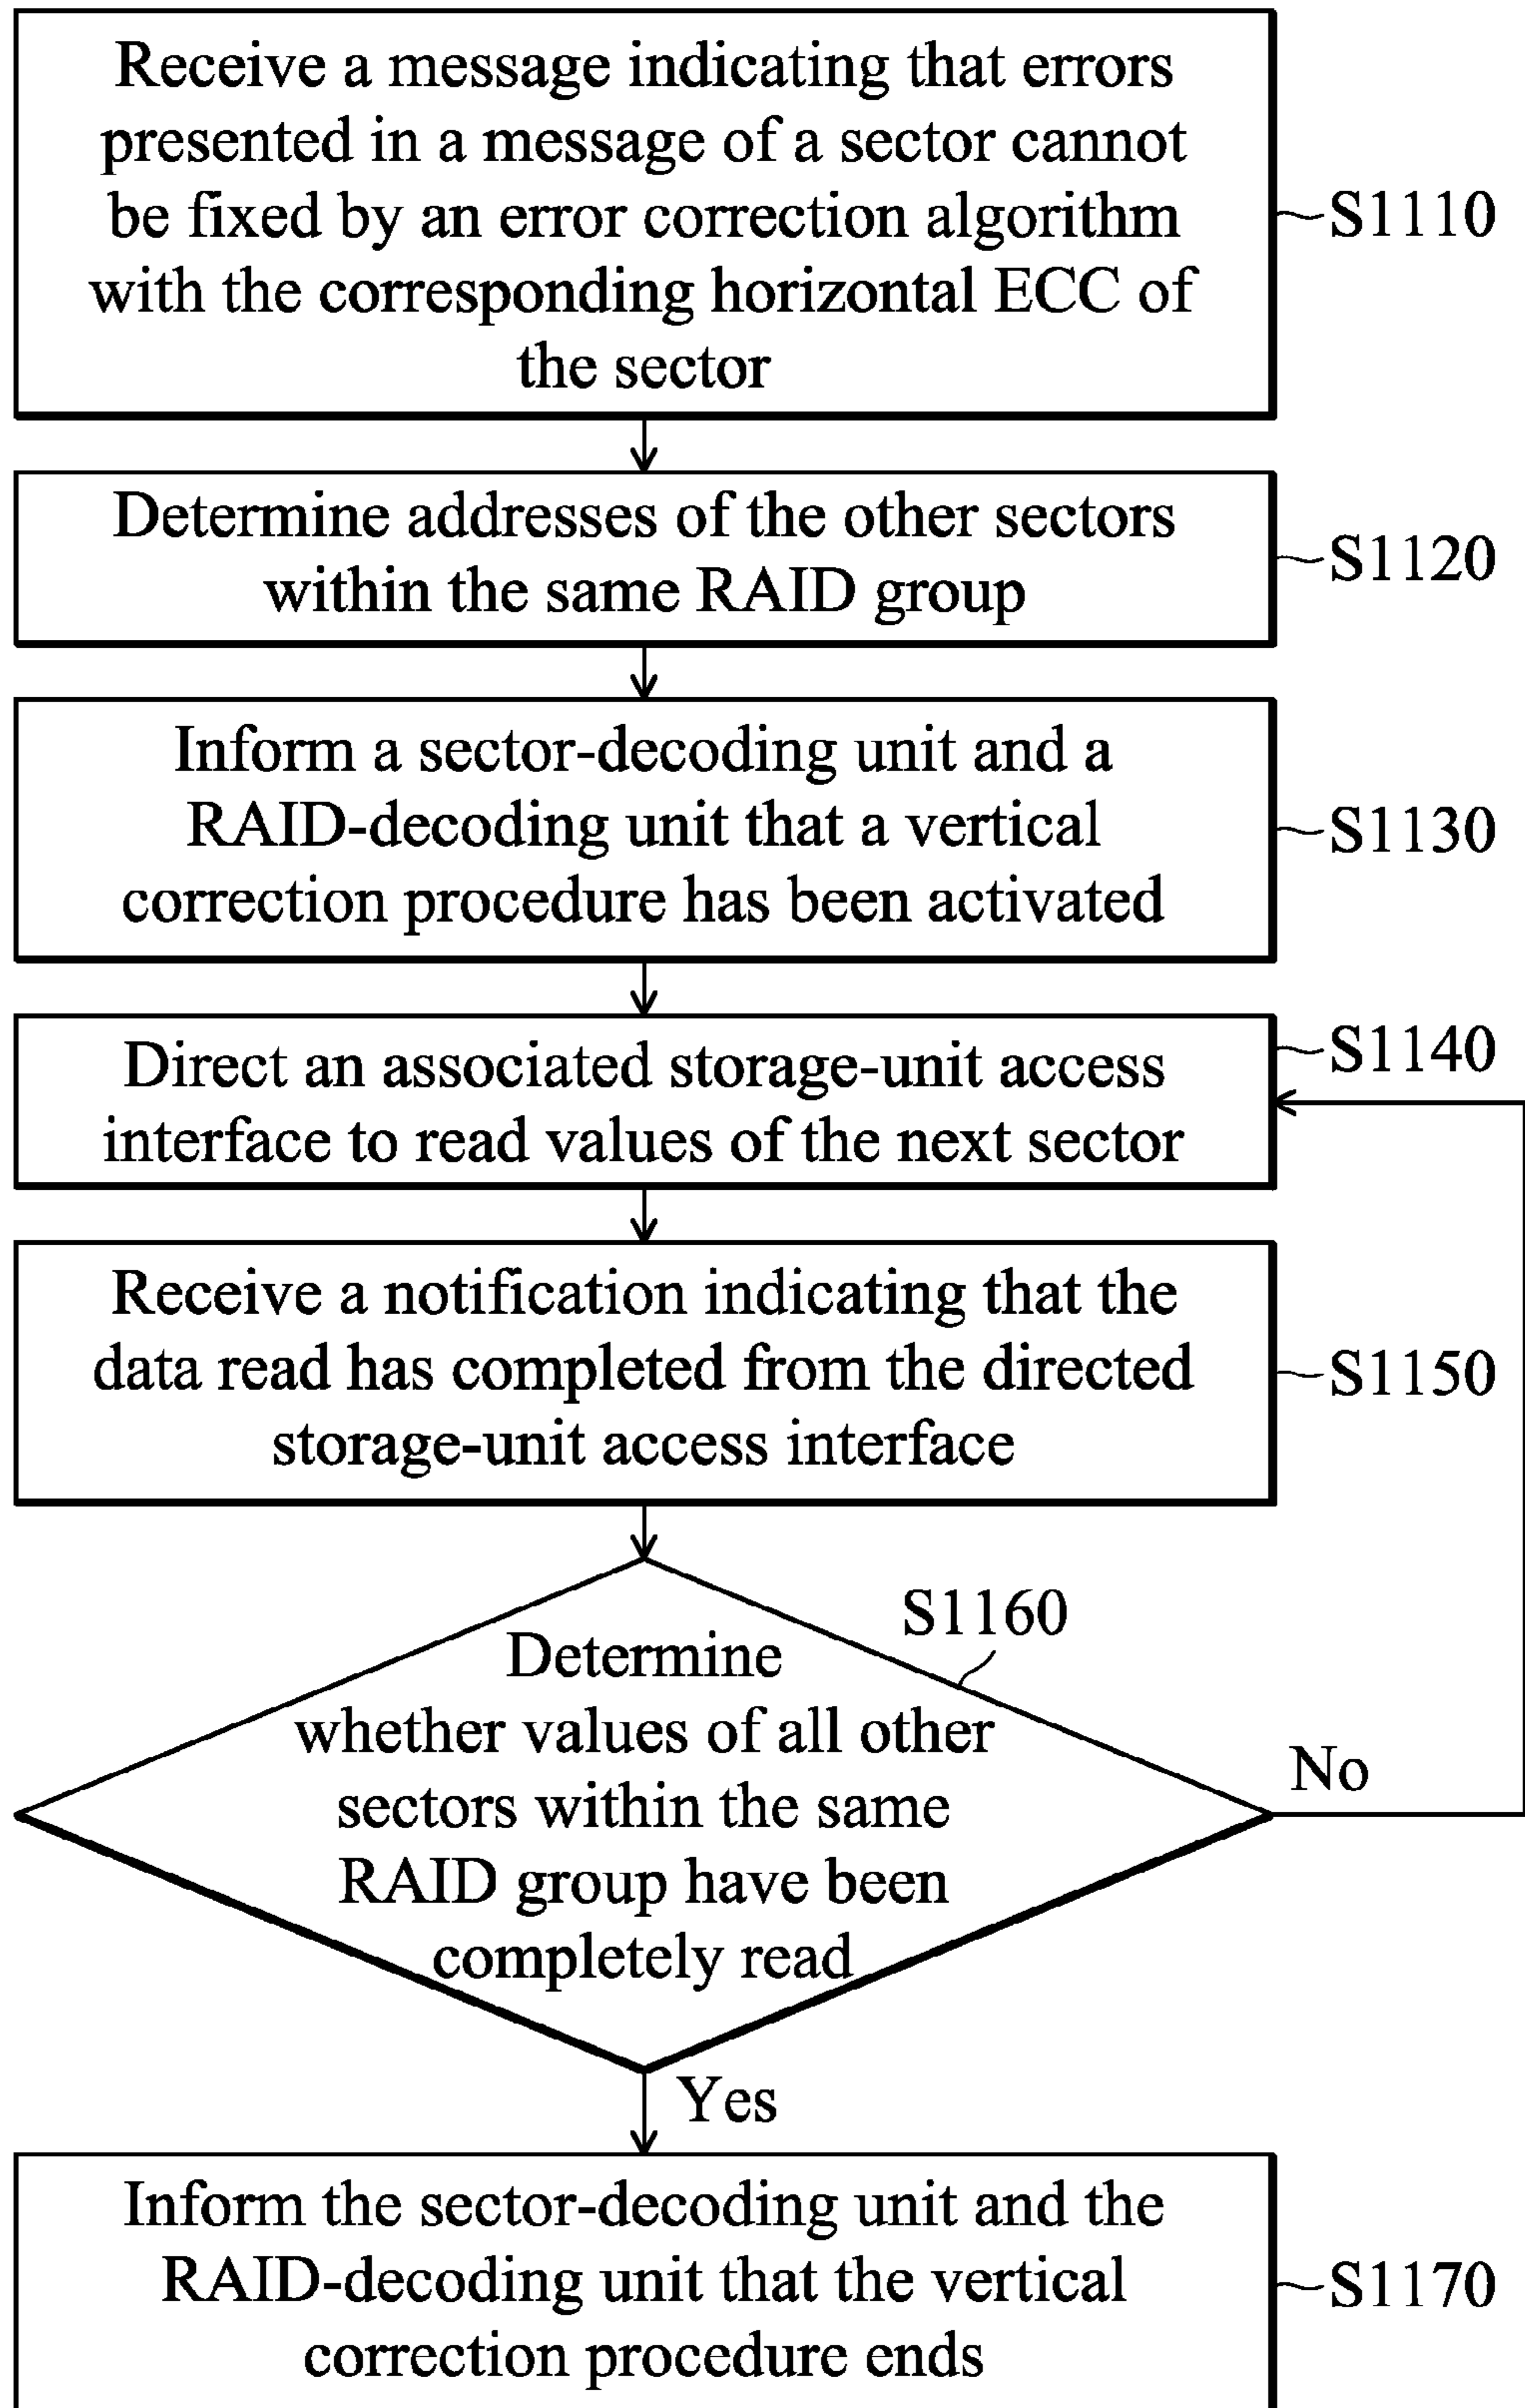 Receive a message indicating that errors
presented in a message of a sector cannot
be fixed by an error correction algorithm
with the corresponding horizontal ECC of
the sector
S1110
Determine addresses of the other sectors
within the same RAID group
S1120
Inform a sector-decoding unit and a
RAID-decoding unit that a vertical
correction procedure has been activated
S1130
Direct an associated storage-unit access
interface to read values of the next sector
S1140
Receive a notification indicating that the
data read has completed from the directed
storage-unit access interface
S1150
S1160
Determine
whether values of all other
sectors within the same
RAID group have been
completely read
No
Yes
Inform the sector-decoding unit and the
RAID-decoding unit that the vertical
correction procedure ends
S1170